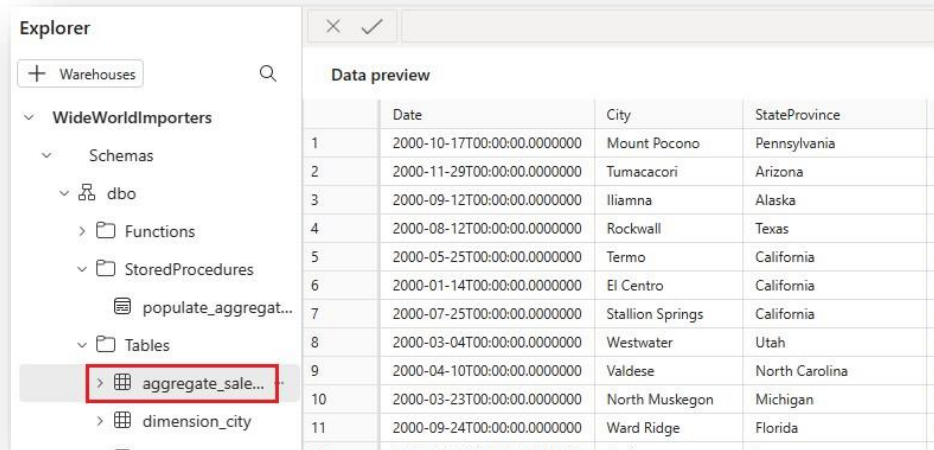 Explorer
+ Warehouses
WideWorldImporters
Schemas
dbo
Functions
StoredProcedures
populate_aggregat...
Tables
aggregate_sale... ...
dimension_city
Data preview
Date City StateProvince
1 2000-10-17T00:00:00.0000000 Mount Pocono Pennsylvania
2 2000-11-29T00:00:00.0000000 Tumacacori Arizona
3 2000-09-12T00:00:00.0000000 Iliamna Alaska
4 2000-08-12T00:00:00.0000000 Rockwall Texas
5 2000-05-25T00:00:00.0000000 Termo California
6 2000-01-14T00:00:00.0000000 El Centro California
7 2000-07-25T00:00:00.0000000 Stallion Springs California
8 2000-03-04T00:00:00.0000000 Westwater Utah
9 2000-04-10T00:00:00.0000000 Valdese North Carolina
10 2000-03-23T00:00:00.0000000 North Muskegon Michigan
11 2000-09-24T00:00:00.0000000 Ward Ridge Florida